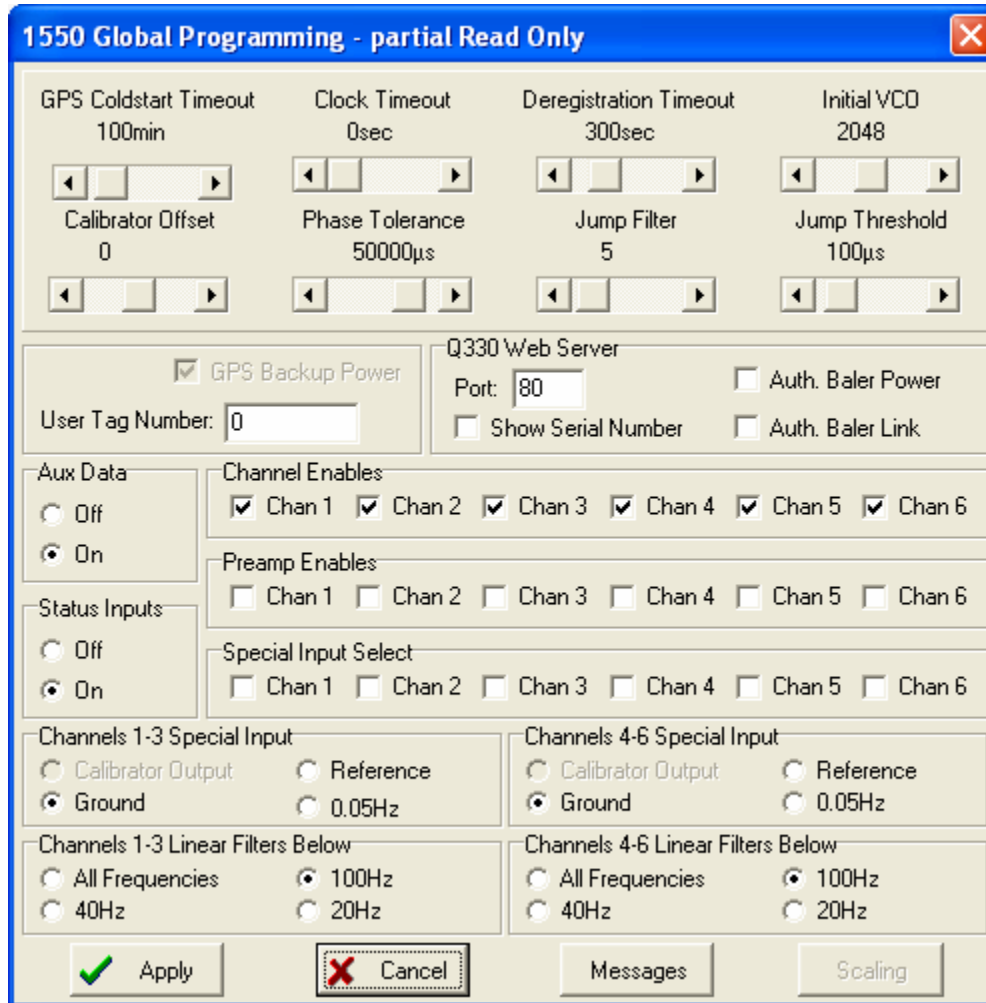 1550 Global Programming - partial Read Only
GPS Coldstart Timeout Clock Timeout Deregistration Timeout Initial VCO
100min 0sec 300sec 2048
Calibrator Offset Phase Tolerance Jump Filter Jump Threshold
0 50000µs 5 100µs
GPS Backup Power
User Tag Number: 0
Q330 Web Server
Port: 80 Auth. Baler Power
Show Serial Number Auth. Baler Link
Aux Data
Off
On
Channel Enables
Chan 1 Chan 2 Chan 3 Chan 4 Chan 5 Chan 6
Preamp Enables
Chan 1 Chan 2 Chan 3 Chan 4 Chan 5 Chan 6
Status Inputs
Off
On
Special Input Select
Chan 1 Chan 2 Chan 3 Chan 4 Chan 5 Chan 6
Channels 1-3 Special Input
Calibrator Output Reference
Ground 0.05Hz
Channels 4-6 Special Input
Calibrator Output Reference
Ground 0.05Hz
Channels 1-3 Linear Filters Below
All Frequencies 100Hz
40Hz 20Hz
Channels 4-6 Linear Filters Below
All Frequencies 100Hz
40Hz 20Hz
Apply Cancel Messages Scaling